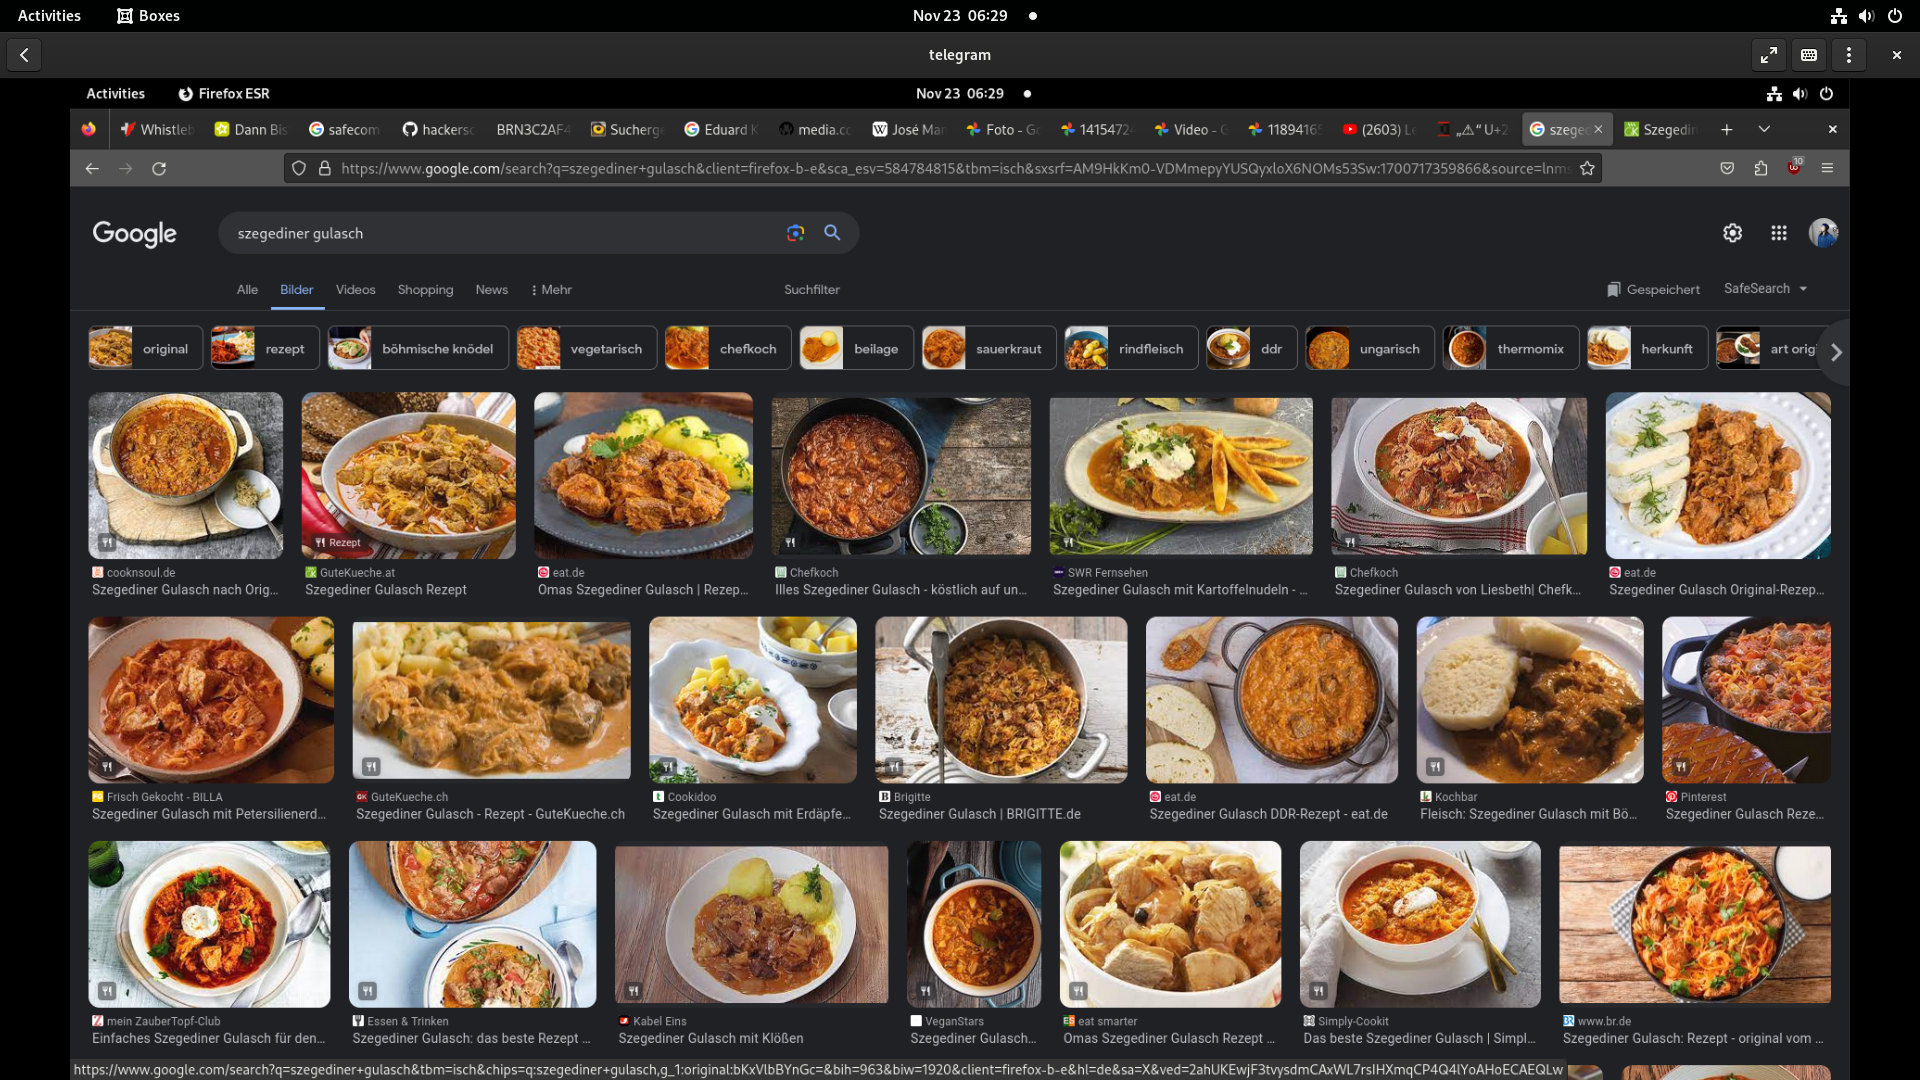 Activities
Boxes
Nov 23 06:29
telegram
Activities
Firefox ESR
Nov 23 06:29
Whistleb
Dann Bis
safecom
hackersc
BRN3C2AF4
Sucherge
Eduard K
media.cc
José Mar
Foto - Go
14154724
Video - G
11894165
(2603) Le
„⚠“ U+2
szeged
Szegedin
https://www.google.com/search?q=szegediner+gulasch&client=firefox-b-e&sca_esv=584784815&tbm=isch&sxsrf=AM9HkKm0-VDMmepyYUSQyxloX6NOMs53Sw:1700717359866&source=lnms
10
Google
szegediner gulasch
Alle
Bilder
Videos
Shopping
News
Mehr
Suchfilter
Gespeichert
SafeSearch
original
rezept
böhmische knödel
vegetarisch
chefkoch
beilage
sauerkraut
rindfleisch
ddr
ungarisch
thermomix
herkunft
art orig
Rezept
cooknsoul.de
Szegediner Gulasch nach Orig...
GuteKueche.at
Szegediner Gulasch Rezept
eat.de
Omas Szegediner Gulasch | Rezep...
Chefkoch
Illes Szegediner Gulasch - köstlich auf un...
SWR Fernsehen
Szegediner Gulasch mit Kartoffelnudeln - ...
Chefkoch
Szegediner Gulasch von Liesbeth| Chefk...
eat.de
Szegediner Gulasch Original-Rezep...
Frisch Gekocht - BILLA
Szegediner Gulasch mit Petersilienerd...
GuteKueche.ch
Szegediner Gulasch - Rezept - GuteKueche.ch
Cookidoo
Szegediner Gulasch mit Erdäpfe...
Brigitte
Szegediner Gulasch | BRIGITTE.de
eat.de
Szegediner Gulasch DDR-Rezept - eat.de
Kochbar
Fleisch: Szegediner Gulasch mit Bö...
Pinterest
Szegediner Gulasch Reze...
mein ZauberTopf-Club
Einfaches Szegediner Gulasch für den...
Essen & Trinken
Szegediner Gulasch: das beste Rezept ...
Kabel Eins
Szegediner Gulasch mit Klößen
VeganStars
Szegediner Gulasch...
eat smarter
Omas Szegediner Gulasch Rezept ...
Simply-Cookit
Das beste Szegediner Gulasch | Simpl...
www.br.de
Szegediner Gulasch: Rezept - original vom ...
https://www.google.com/search?q=szegediner+gulasch&tbm=isch&chips=q:szegediner+gulasch,g_1:original:bKxVlbBYnGc=&bih=963&biw=1920&client=firefox-b-e&hl=de&sa=X&ved=2ahUKEwjF3tvysdmCAxWL7rsIHXmqCP4Q4lYoAHoECAEQLw